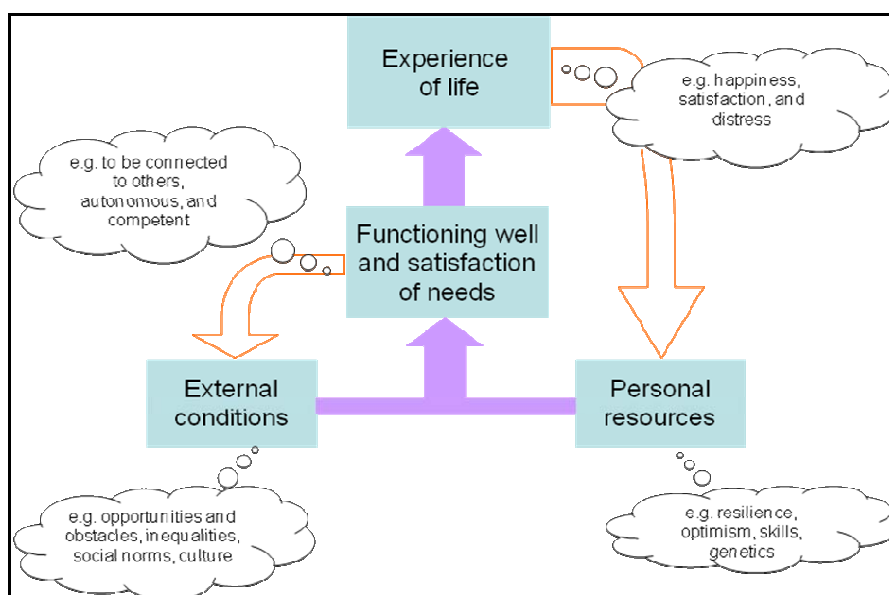 Experience
of life
e.g. happiness,
satisfaction, and
distress
e.g. to be connected
to others,
autonomous, and
competent
Functioning well
and satisfaction
of needs
External
conditions
Personal
resources
e.g. opportunities and
obstacles, inequalities,
social norms, culture
e.g. resilience,
optimism, skills,
genetics